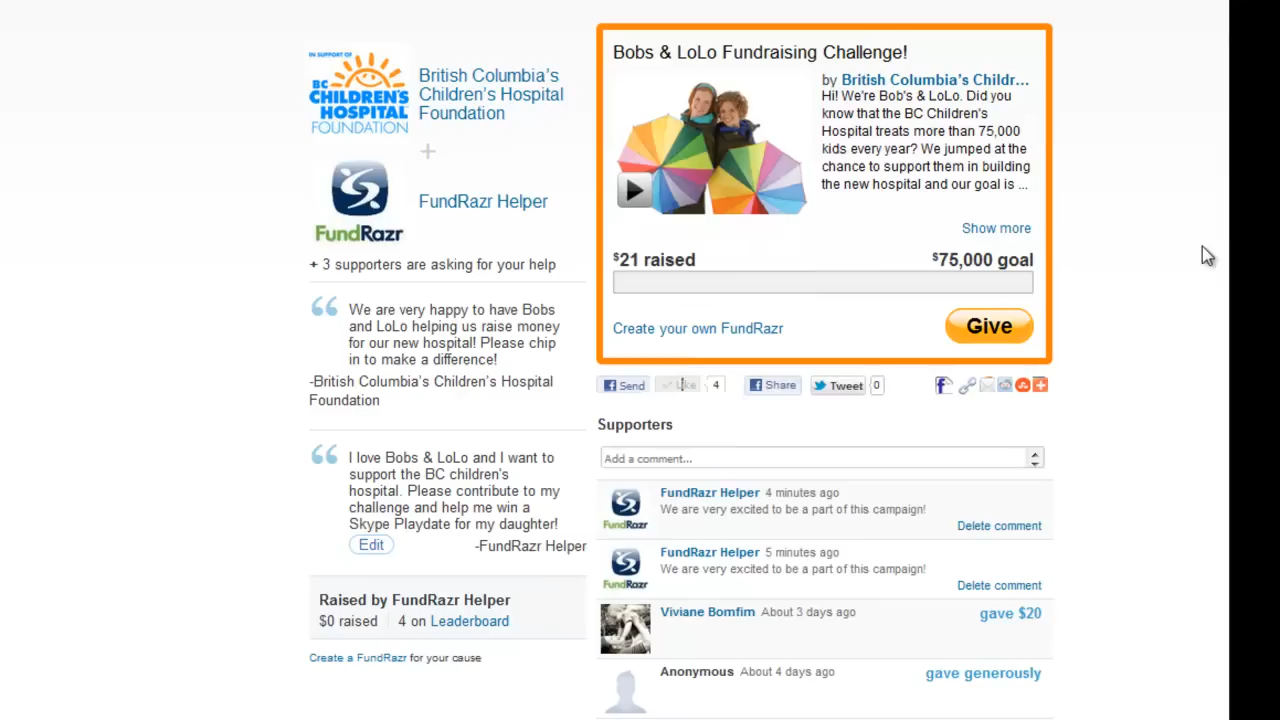 IN SUPPORT OF
BC
CHILDREN'S
HOSPITAL
FOUNDATION
British Columbia's
Children's Hospital
Foundation
+
FundRazr
FundRazr Helper
+ 3 supporters are asking for your help
We are very happy to have Bobs
and LoLo helping us raise money
for our new hospital! Please chip
in to make a difference!
-British Columbia's Children's Hospital
Foundation
I love Bobs & LoLo and I want to
support the BC children's
hospital. Please contribute to my
challenge and help me win a
Skype Playdate for my daughter!
Edit
-FundRazr Helper
Raised by FundRazr Helper
$0 raised 4 on Leaderboard
Create a FundRazr for your cause
Bobs & LoLo Fundraising Challenge!
by British Columbia's Childr...
Hi! We're Bob's & LoLo. Did you
know that the BC Children's
Hospital treats more than 75,000
kids every year? We jumped at the
chance to support them in building
the new hospital and our goal is ...
Show more
$21 raised
$75,000 goal
Create your own FundRazr
Give
Send Like 4 Share Tweet 0
Supporters
Add a comment...
FundRazr
FundRazr Helper 4 minutes ago
We are very excited to be a part of this campaign!
Delete comment
FundRazr
FundRazr Helper 5 minutes ago
We are very excited to be a part of this campaign!
Delete comment
Viviane Bomfim About 3 days ago
gave $20
Anonymous About 4 days ago
gave generously